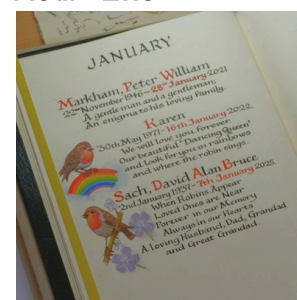 JANUARY
Markham, Peter William
22nd November 1946 – 28th January 2021
A gentle man and a gentleman;
An enigma to his loving family.
Karen
30th May 1971 - 16th January 2022
We will love you Forever
Our beautiful "Dancing Queen"
and look for you in rainbows
and where the robin sings.
Sach, David Alan Bruce
2nd January 1937 - 7th January 2025
When Robins Appear
Loved Ones are Near
Forever in our Memory
Always in our Hearts
A loving Husband, Dad, Grandad
and Great Grandad.